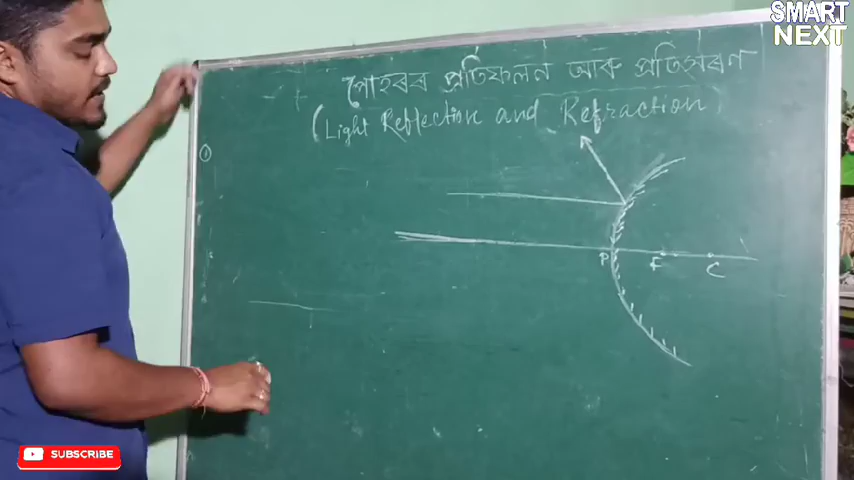 SMART
NEXT
পোহৰৰ প্ৰতিফলন আৰু প্ৰতিসৰণ
(Light Reflection and Refraction)
P
F
C
SUBSCRIBE